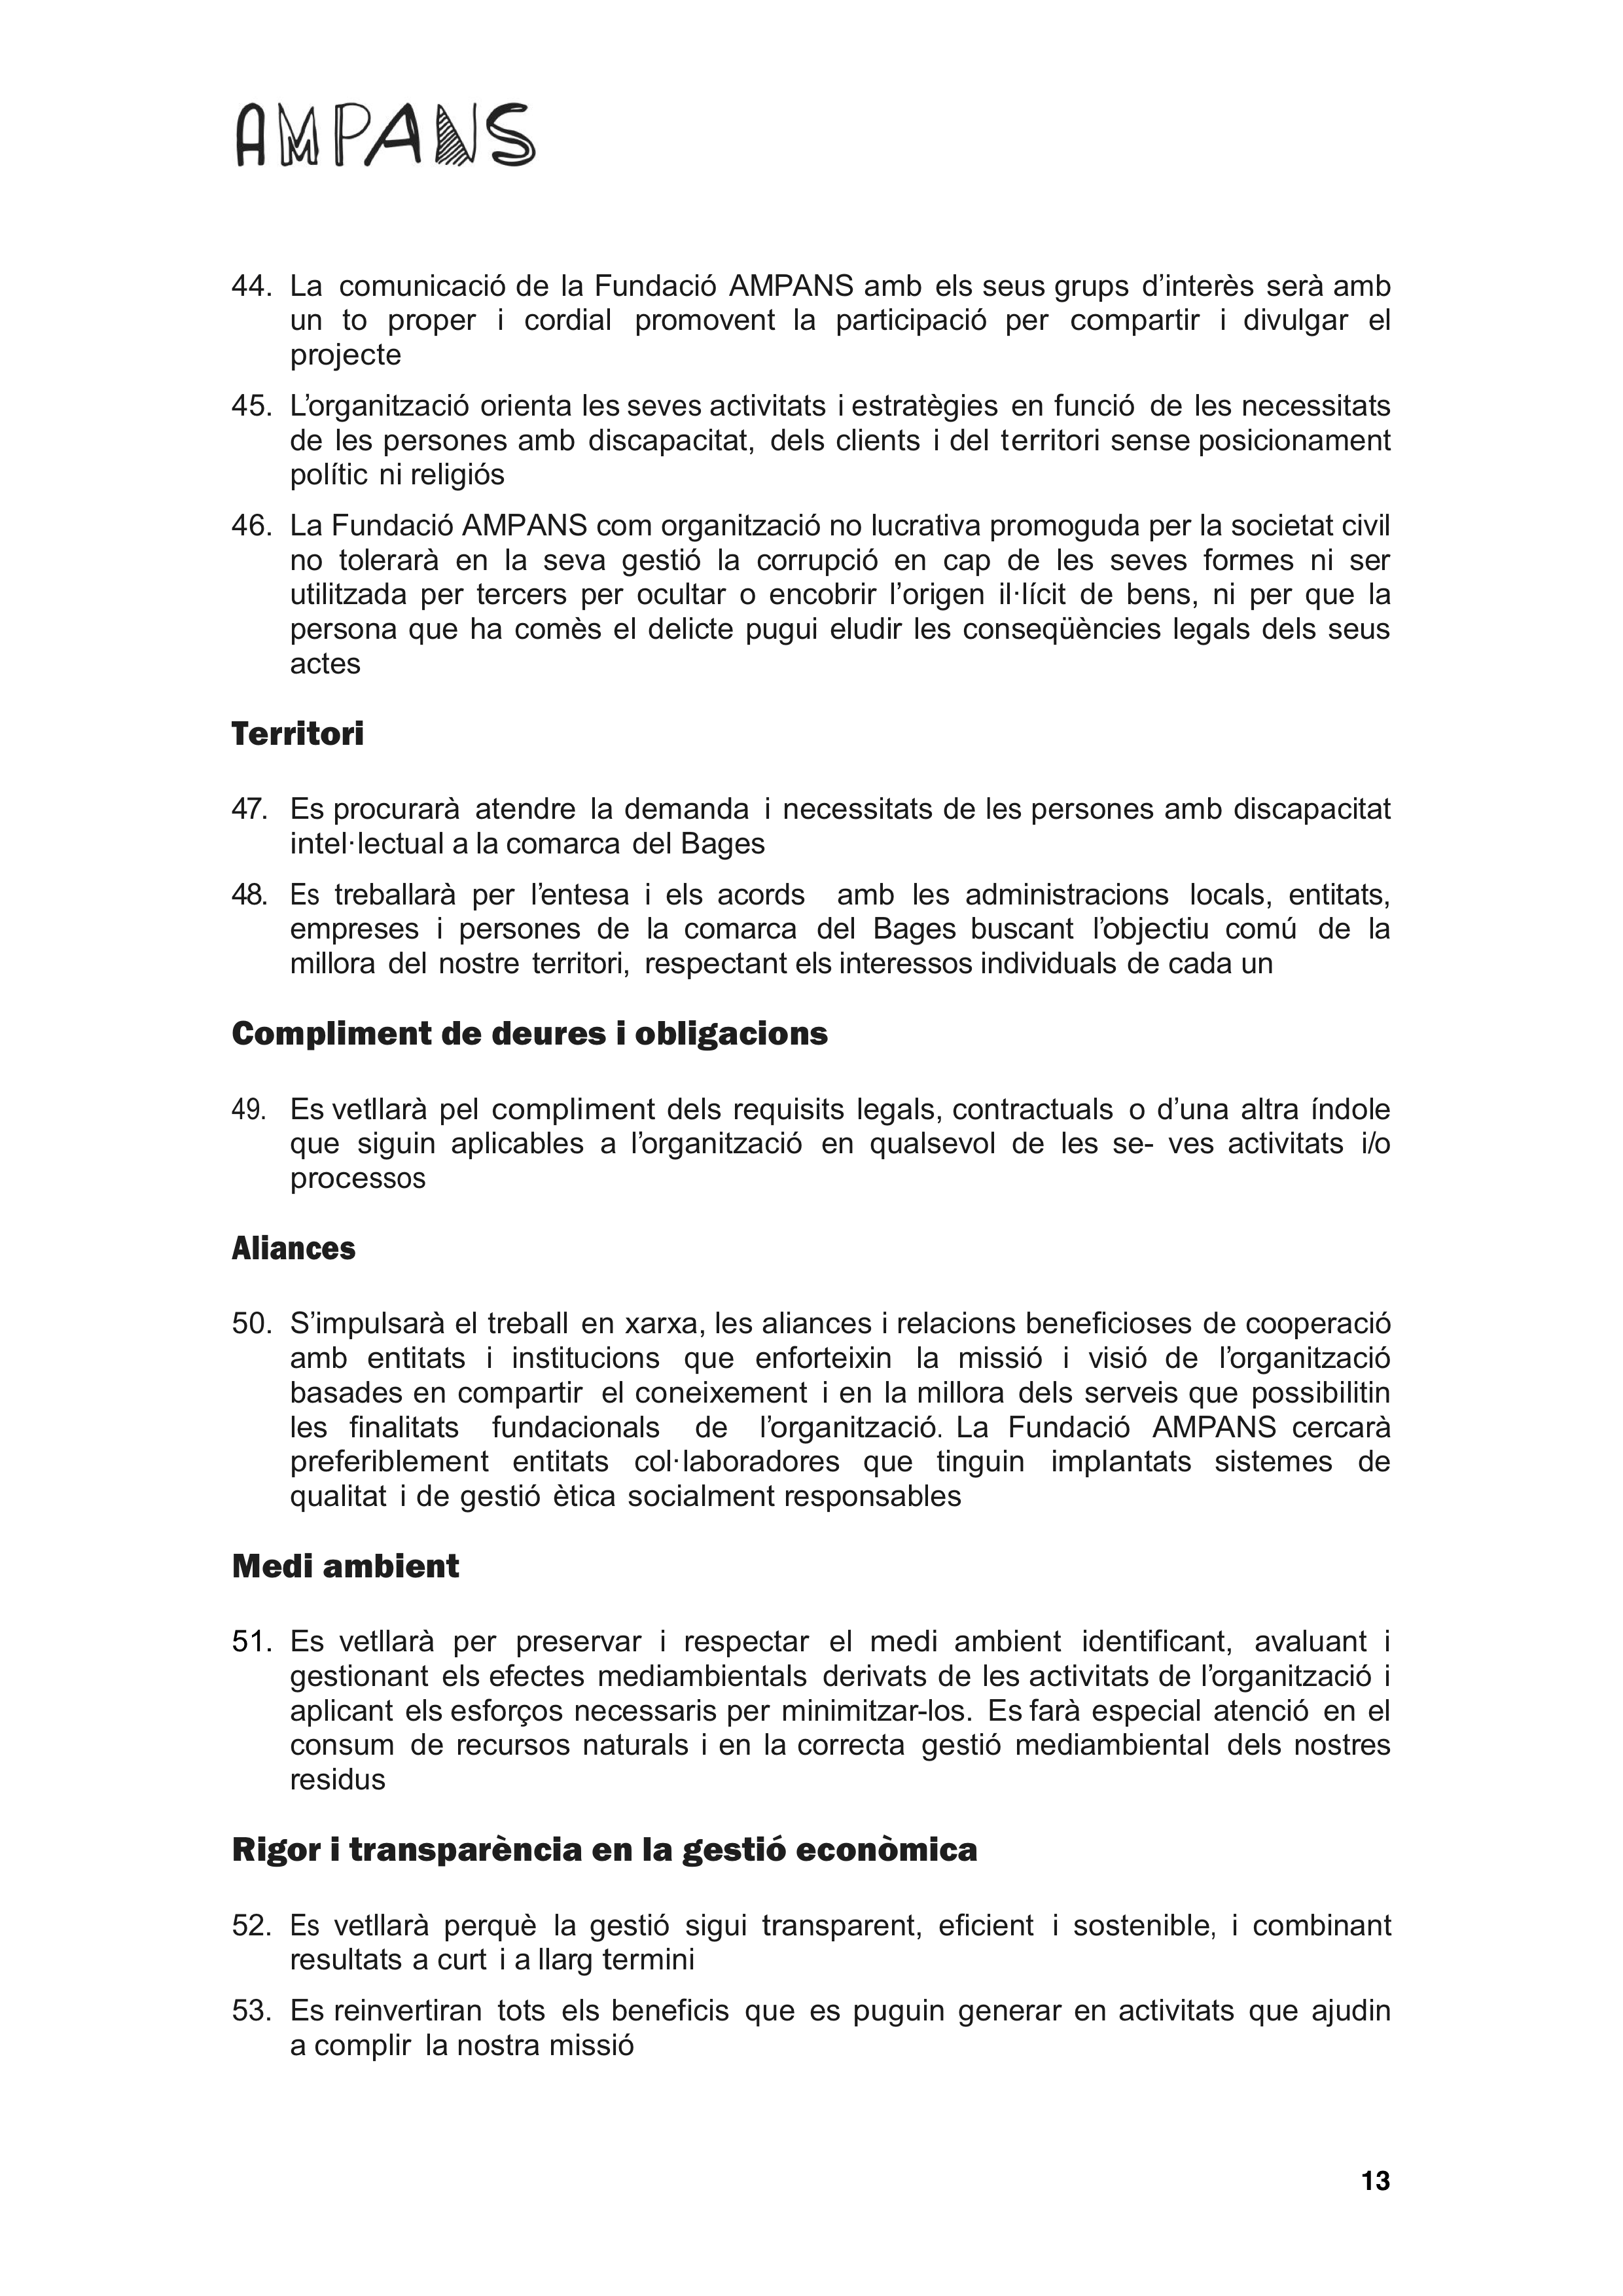 AMPANS
44. La comunicació de la Fundació AMPANS amb els seus grups d’interès serà amb
un to proper i cordial promovent la participació per compartir i divulgar el
projecte
45. L’organització orienta les seves activitats i estratègies en funció de les necessitats
de les persones amb discapacitat, dels clients i del territori sense posicionament
polític ni religiós
46. La Fundació AMPANS com organització no lucrativa promoguda per la societat civil
no tolerarà en la seva gestió la corrupció en cap de les seves formes ni ser
utilitzada per tercers per ocultar o encobrir l’origen il·lícit de bens, ni per que la
persona que ha comès el delicte pugui eludir les conseqüències legals dels seus
actes
Territori
47. Es procurarà atendre la demanda i necessitats de les persones amb discapacitat
intel·lectual a la comarca del Bages
48. Es treballarà per l’entesa i els acords amb les administracions locals, entitats,
empreses i persones de la comarca del Bages buscant l’objectiu comú de la
millora del nostre territori, respectant els interessos individuals de cada un
Compliment de deures i obligacions
49. Es vetllarà pel compliment dels requisits legals, contractuals o d’una altra índole
que siguin aplicables a l’organització en qualsevol de les se- ves activitats i/o
processos
Aliances
50. S’impulsarà el treball en xarxa, les aliances i relacions beneficioses de cooperació
amb entitats i institucions que enforteixin la missió i visió de l’organització
basades en compartir el coneixement i en la millora dels serveis que possibilitin
les finalitats fundacionals de l’organització. La Fundació AMPANS cercarà
preferiblement entitats col·laboradores que tinguin implantats sistemes de
qualitat i de gestió ètica socialment responsables
Medi ambient
51. Es vetllarà per preservar i respectar el medi ambient identificant, avaluant i
gestionant els efectes mediambientals derivats de les activitats de l’organització i
aplicant els esforços necessaris per minimitzar-los. Es farà especial atenció en el
consum de recursos naturals i en la correcta gestió mediambiental dels nostres
residus
Rigor i transparència en la gestió econòmica
52. Es vetllarà perquè la gestió sigui transparent, eficient i sostenible, i combinant
resultats a curt i a llarg termini
53. Es reinvertiran tots els beneficis que es puguin generar en activitats que ajudin
a complir la nostra missió
13